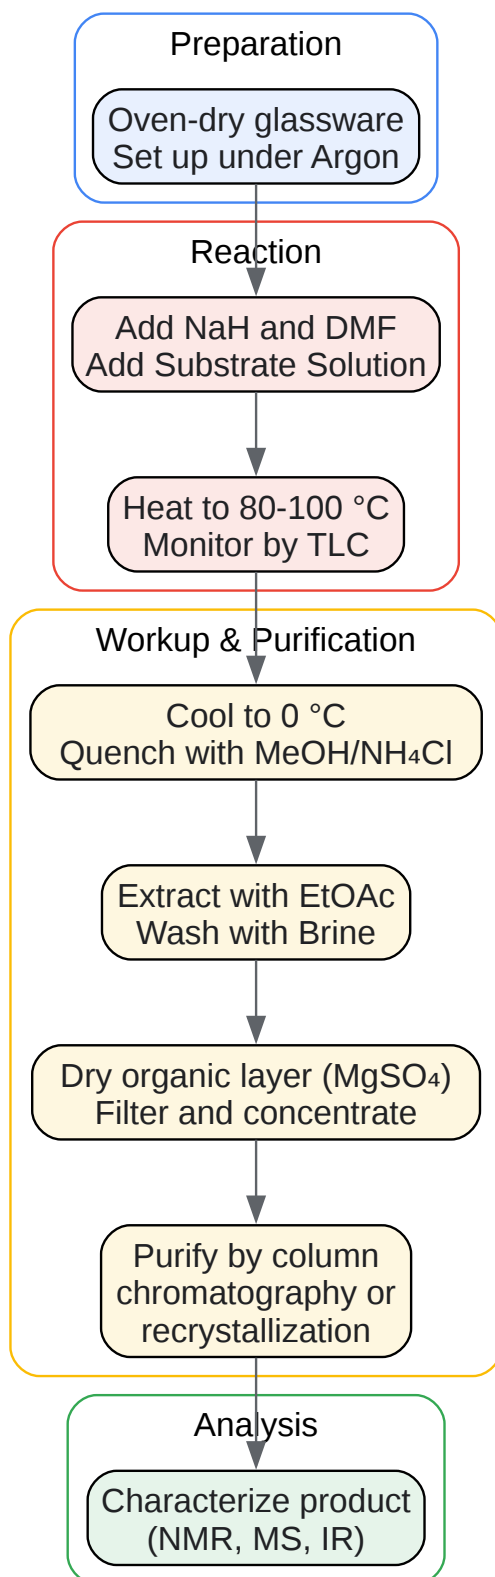 Preparation
Oven-dry glassware
Set up under Argon
Reaction
Add NaH and DMF
Add Substrate Solution
Heat to 80-100 °C
Monitor by TLC
Workup & Purification
Cool to 0 °C
Quench with MeOH/NH₄Cl
Extract with EtOAc
Wash with Brine
Dry organic layer (MgSO₄)
Filter and concentrate
Purify by column
chromatography or
recrystallization
Analysis
Characterize product
(NMR, MS, IR)